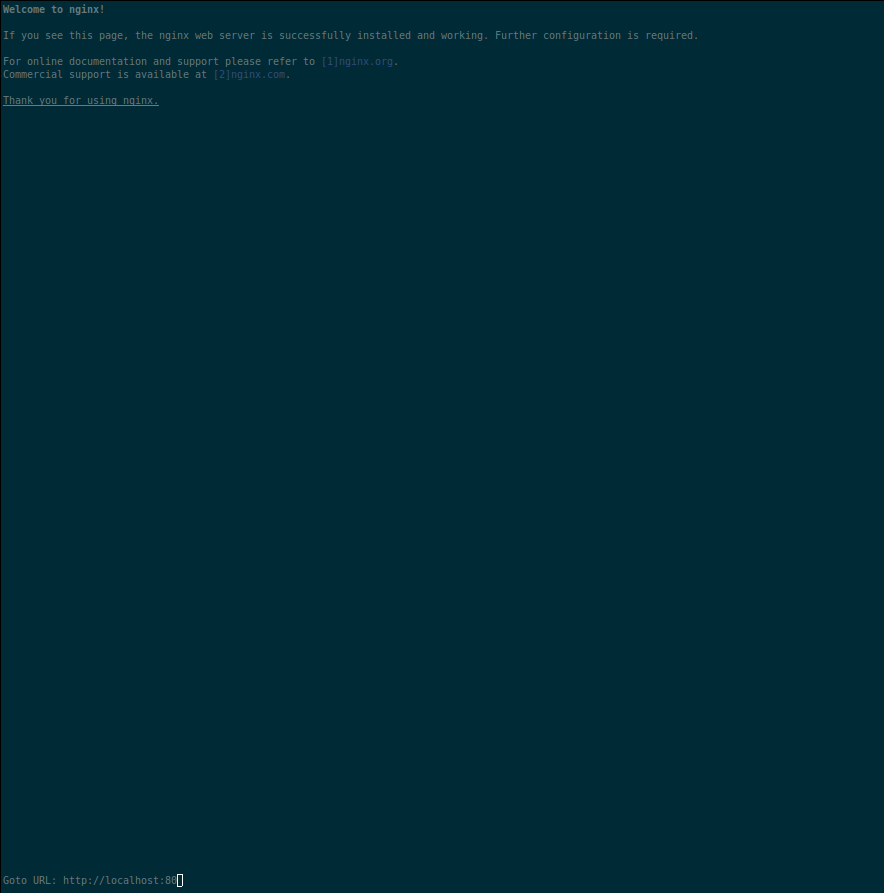 Welcome to nginx!
If you see this page, the nginx web server is successfully installed and working. Further configuration is required.
For online documentation and support please refer to [1]nginx.org.
Commercial support is available at [2]nginx.com.
Thank you for using nginx.
Goto URL: http://localhost:80